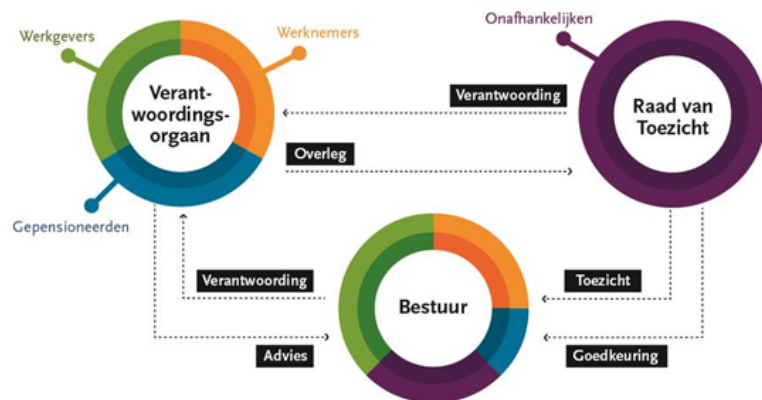 Werkgevers
Werknemers
Verant-
woordings-
orgaan
Gepensioneerden
Onafhankelijken
Raad van
Toezicht
Verantwoording
Overleg
Verantwoording
Advies
Bestuur
Toezicht
Goedkeuring